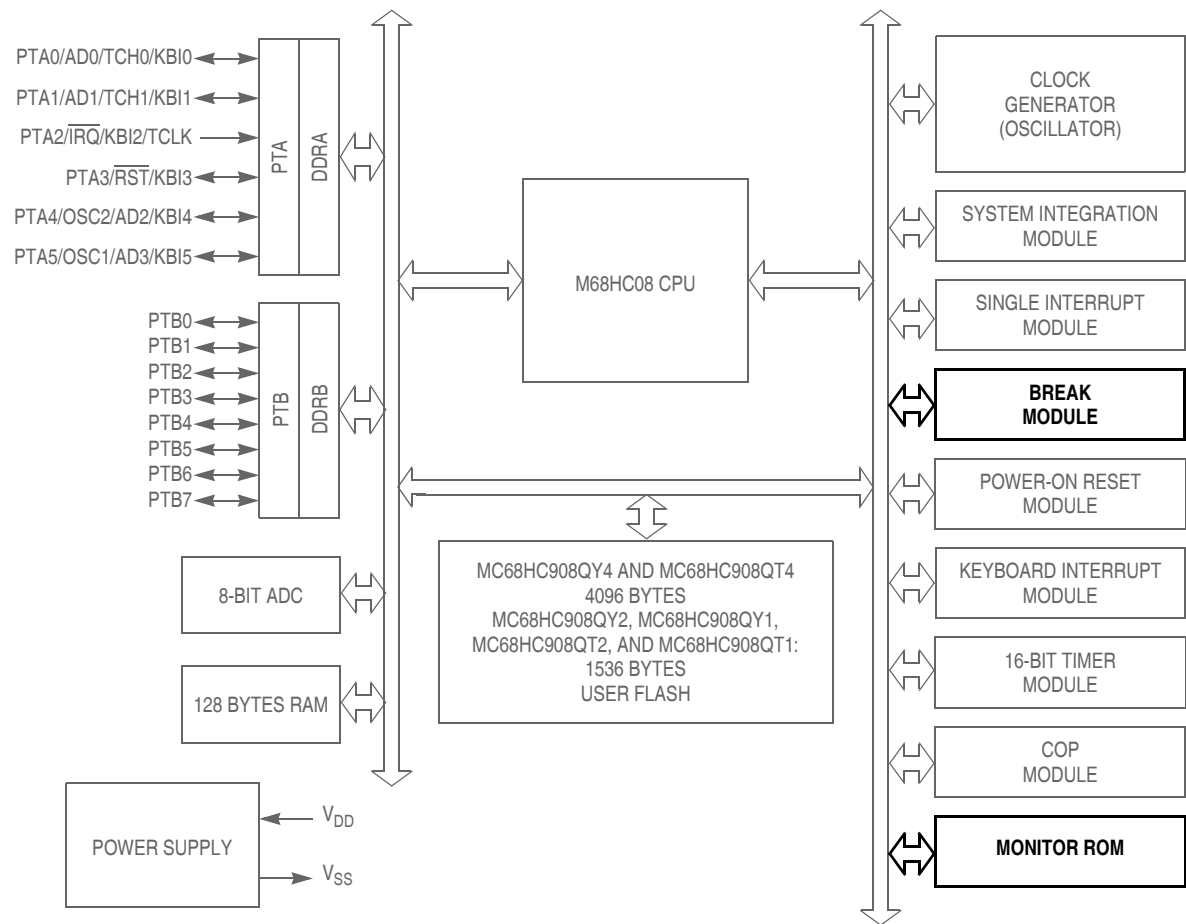 PTA0/AD0/TCH0/KBI0
PTA1/AD1/TCH1/KBI1
PTA2/I̅R̅Q̅/KBI2/TCLK
PTA3/R̅S̅T̅/KBI3
PTA4/OSC2/AD2/KBI4
PTA5/OSC1/AD3/KBI5
PTA
DDRA
PTB0
PTB1
PTB2
PTB3
PTB4
PTB5
PTB6
PTB7
PTB
DDRB
8-BIT ADC
128 BYTES RAM
POWER SUPPLY
VDD
VSS
M68HC08 CPU
MC68HC908QY4 AND MC68HC908QT4
4096 BYTES
MC68HC908QY2, MC68HC908QY1,
MC68HC908QT2, AND MC68HC908QT1:
1536 BYTES
USER FLASH
CLOCK
GENERATOR
(OSCILLATOR)
SYSTEM INTEGRATION
MODULE
SINGLE INTERRUPT
MODULE
BREAK
MODULE
POWER-ON RESET
MODULE
KEYBOARD INTERRUPT
MODULE
16-BIT TIMER
MODULE
COP
MODULE
MONITOR ROM